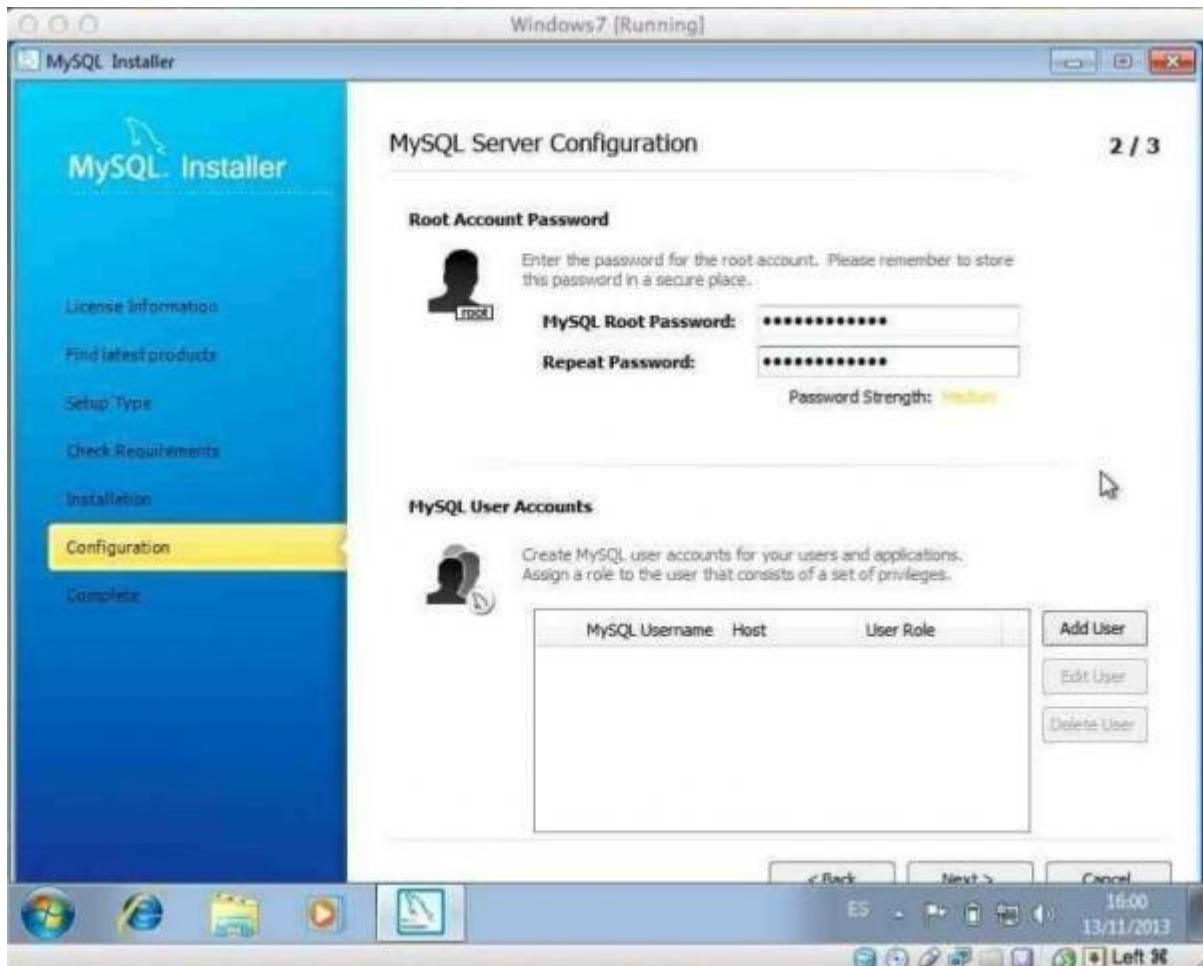 Windows7 [Running]
MySQL Installer
MySQL Installer
MySQL Server Configuration
2 / 3
Root Account Password
Enter the password for the root account. Please remember to store
this password in a secure place.
root
MySQL Root Password: ••••••••••••
Repeat Password: ••••••••••••
Password Strength: Medium
License Information
Find latest products
Setup Type
Check Requirements
Installation
Configuration
Complete
MySQL User Accounts
Create MySQL user accounts for your users and applications.
Assign a role to the user that consists of a set of privileges.
MySQL Username Host User Role
Add User
Edit User
Delete User
< Back Next > Cancel
ES 16:00
13/11/2013
Left ⌘